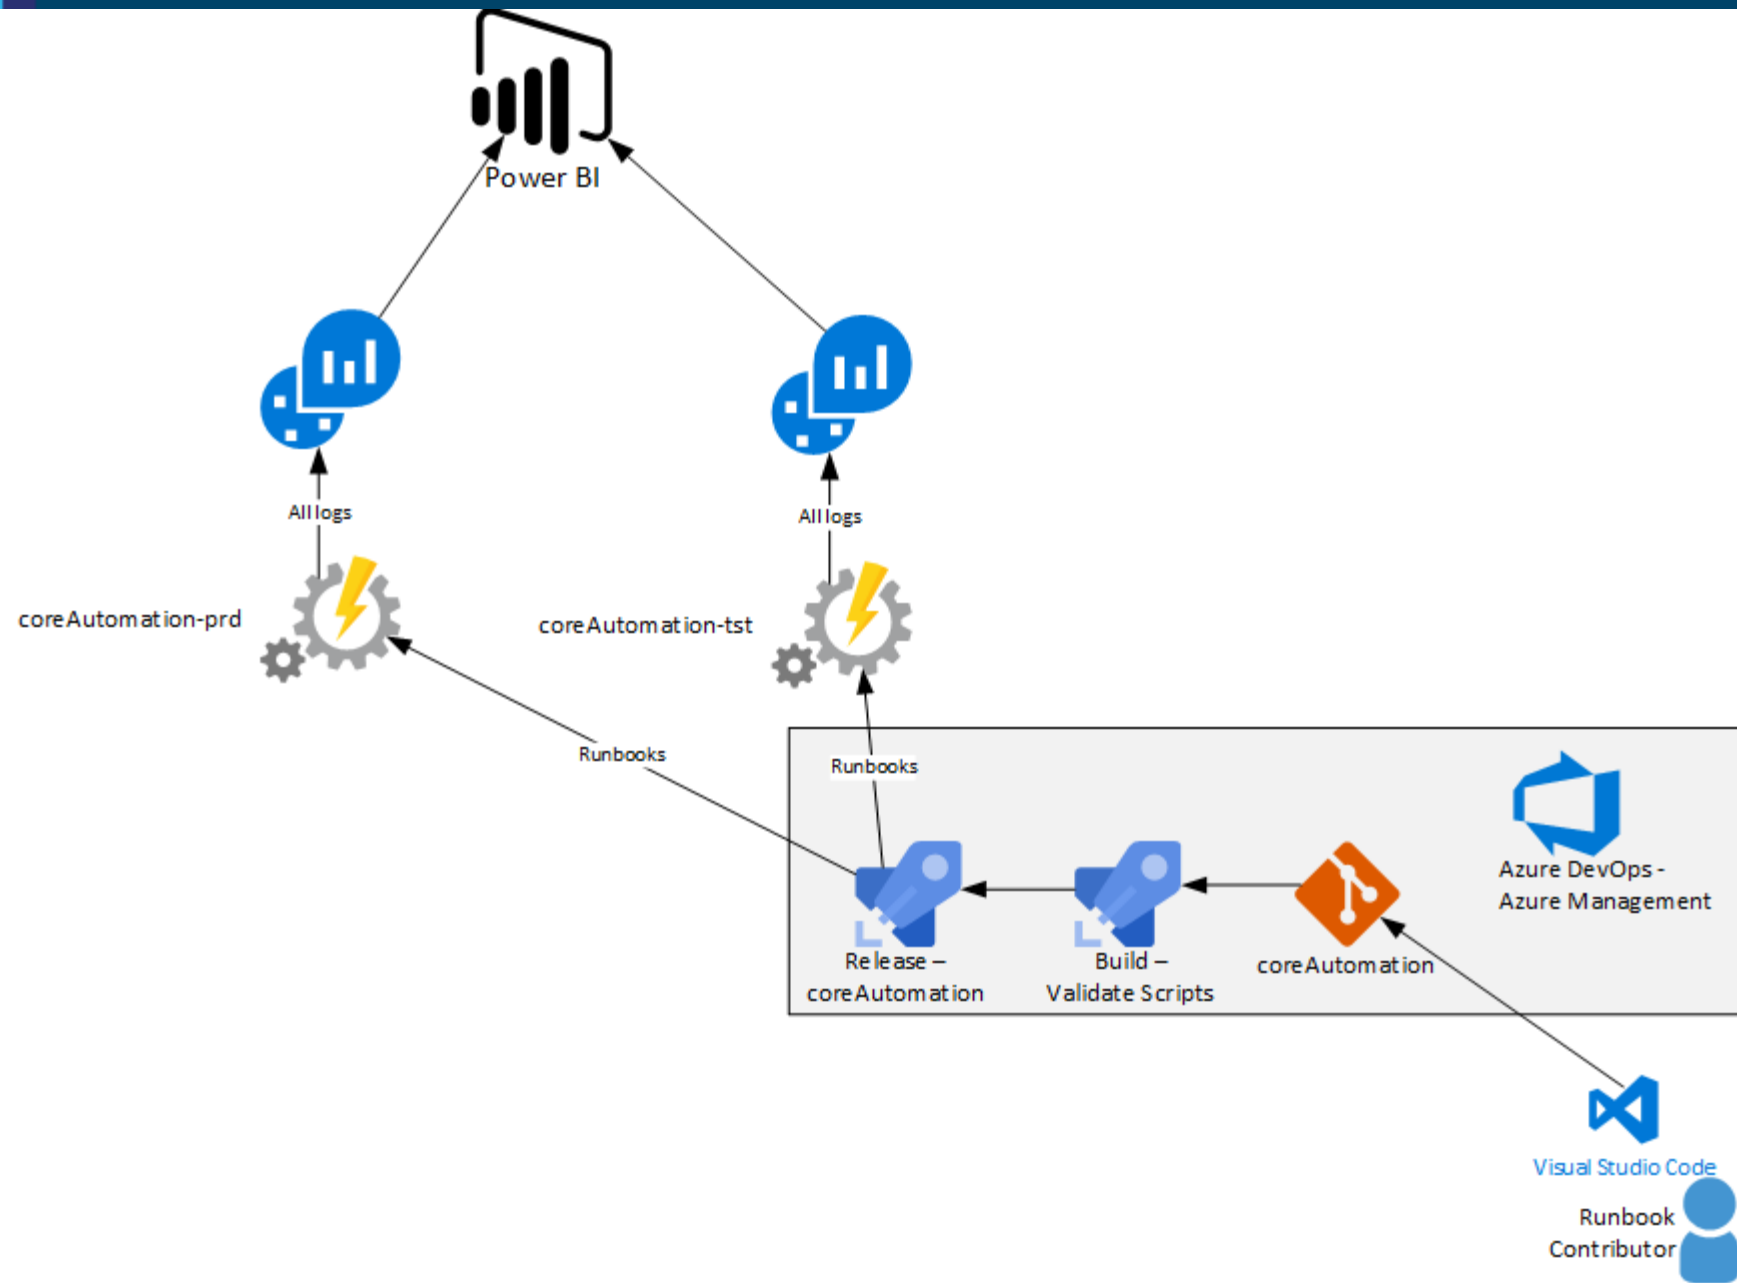 Power BI
All logs
All logs
coreAutomation-prd
coreAutomation-tst
Runbooks
Runbooks
Azure DevOps -
Azure Management
Release –
coreAutomation
Build –
Validate Scripts
coreAutomation
Visual Studio Code
Runbook
Contributor